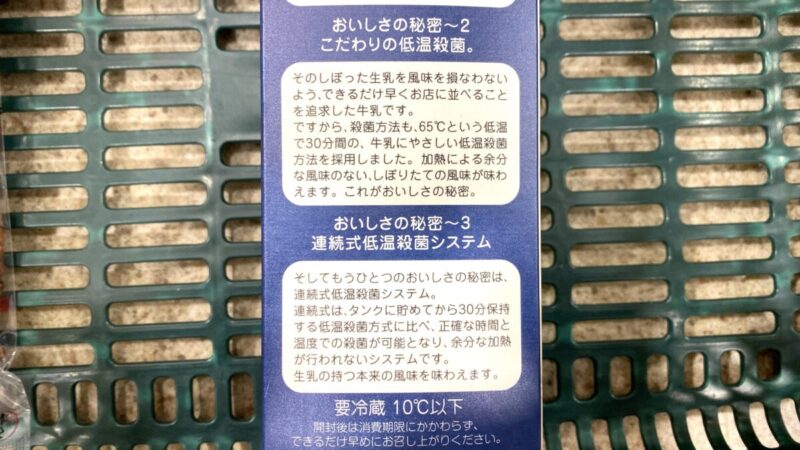 おいしさの秘密～2
こだわりの低温殺菌。
そのしぼった生乳を風味を損なわない
よう、できるだけ早くお店に並べること
を追求した牛乳です。
ですから、殺菌方法も、65℃という低温
で30分間の、牛乳にやさしい低温殺菌
方法を採用しました。加熱による余分
な風味のない、しぼりたての風味が味わ
えます。これがおいしさの秘密。
おいしさの秘密～3
連続式低温殺菌システム
そしてもうひとつのおいしさの秘密は、
連続式低温殺菌システム。
連続式は、タンクに貯めてから30分保持
する低温殺菌方式に比べ、正確な時間と
温度での殺菌が可能となり、余分な加熱
が行われないシステムです。
生乳の持つ本来の風味を味わえます。
要冷蔵 10℃以下
開封後は消費期限にかかわらず、
できるだけ早めにお召し上がりください。